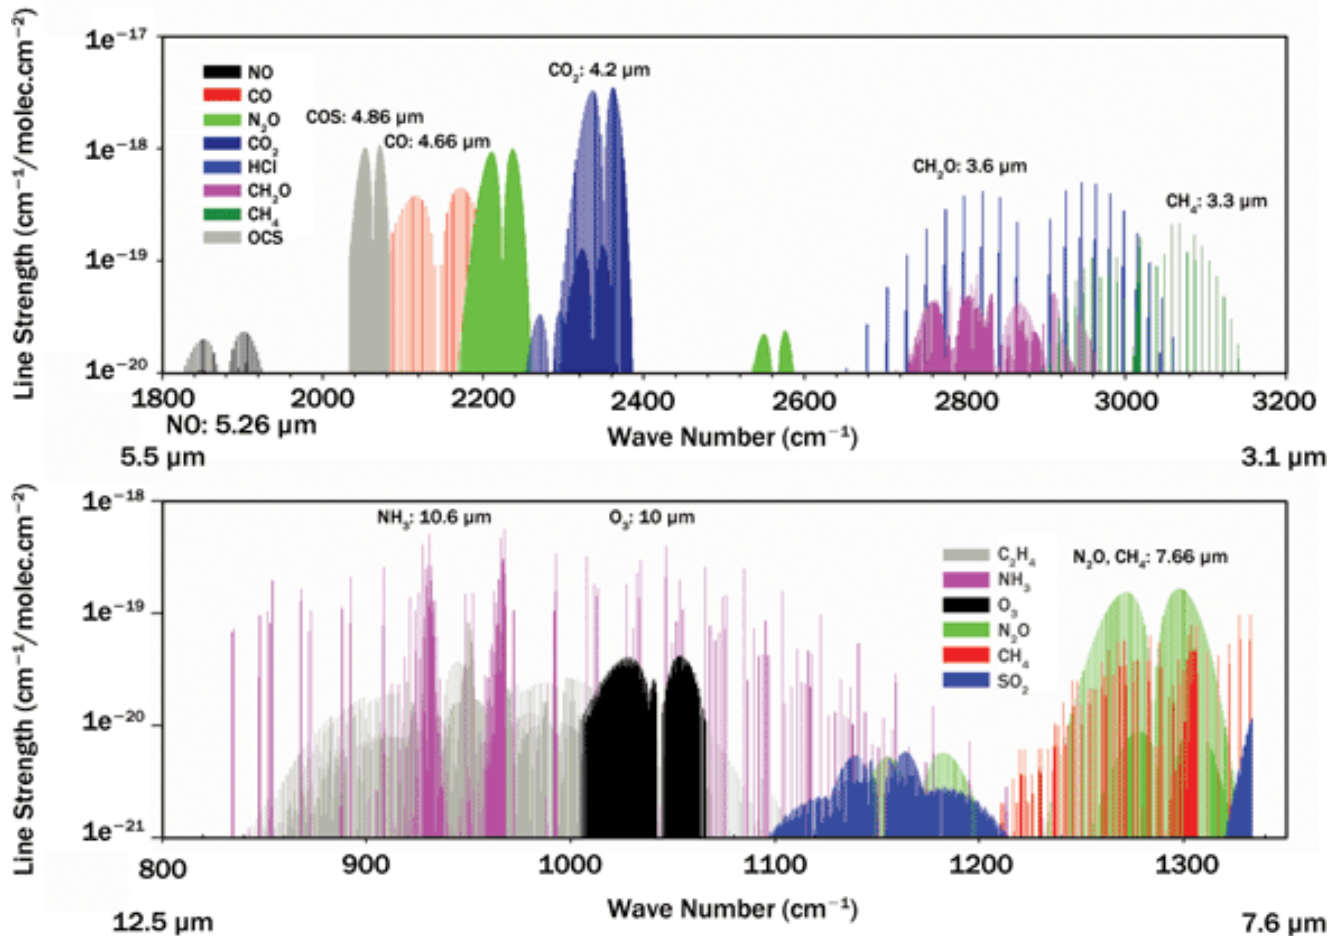 Line Strength (cm⁻¹/molec.cm⁻²)
1e⁻¹⁷
1e⁻¹⁸
1e⁻¹⁹
1e⁻²⁰
NO
CO
N₂O
CO₂
HCl
CH₂O
CH₄
OCS
COS: 4.86 µm
CO: 4.66 µm
CO₂: 4.2 µm
CH₂O: 3.6 µm
CH₄: 3.3 µm
1800 2000 2200 2400 2600 2800 3000 3200
NO: 5.26 µm
Wave Number (cm⁻¹)
5.5 µm
3.1 µm
Line Strength (cm⁻¹/molec.cm⁻²)
1e⁻¹⁸
1e⁻¹⁹
1e⁻²⁰
1e⁻²¹
NH₃: 10.6 µm
O₃: 10 µm
C₂H₄
NH₃
O₃
N₂O
CH₄
SO₂
N₂O, CH₄: 7.66 µm
800 900 1000 1100 1200 1300
Wave Number (cm⁻¹)
12.5 µm
7.6 µm